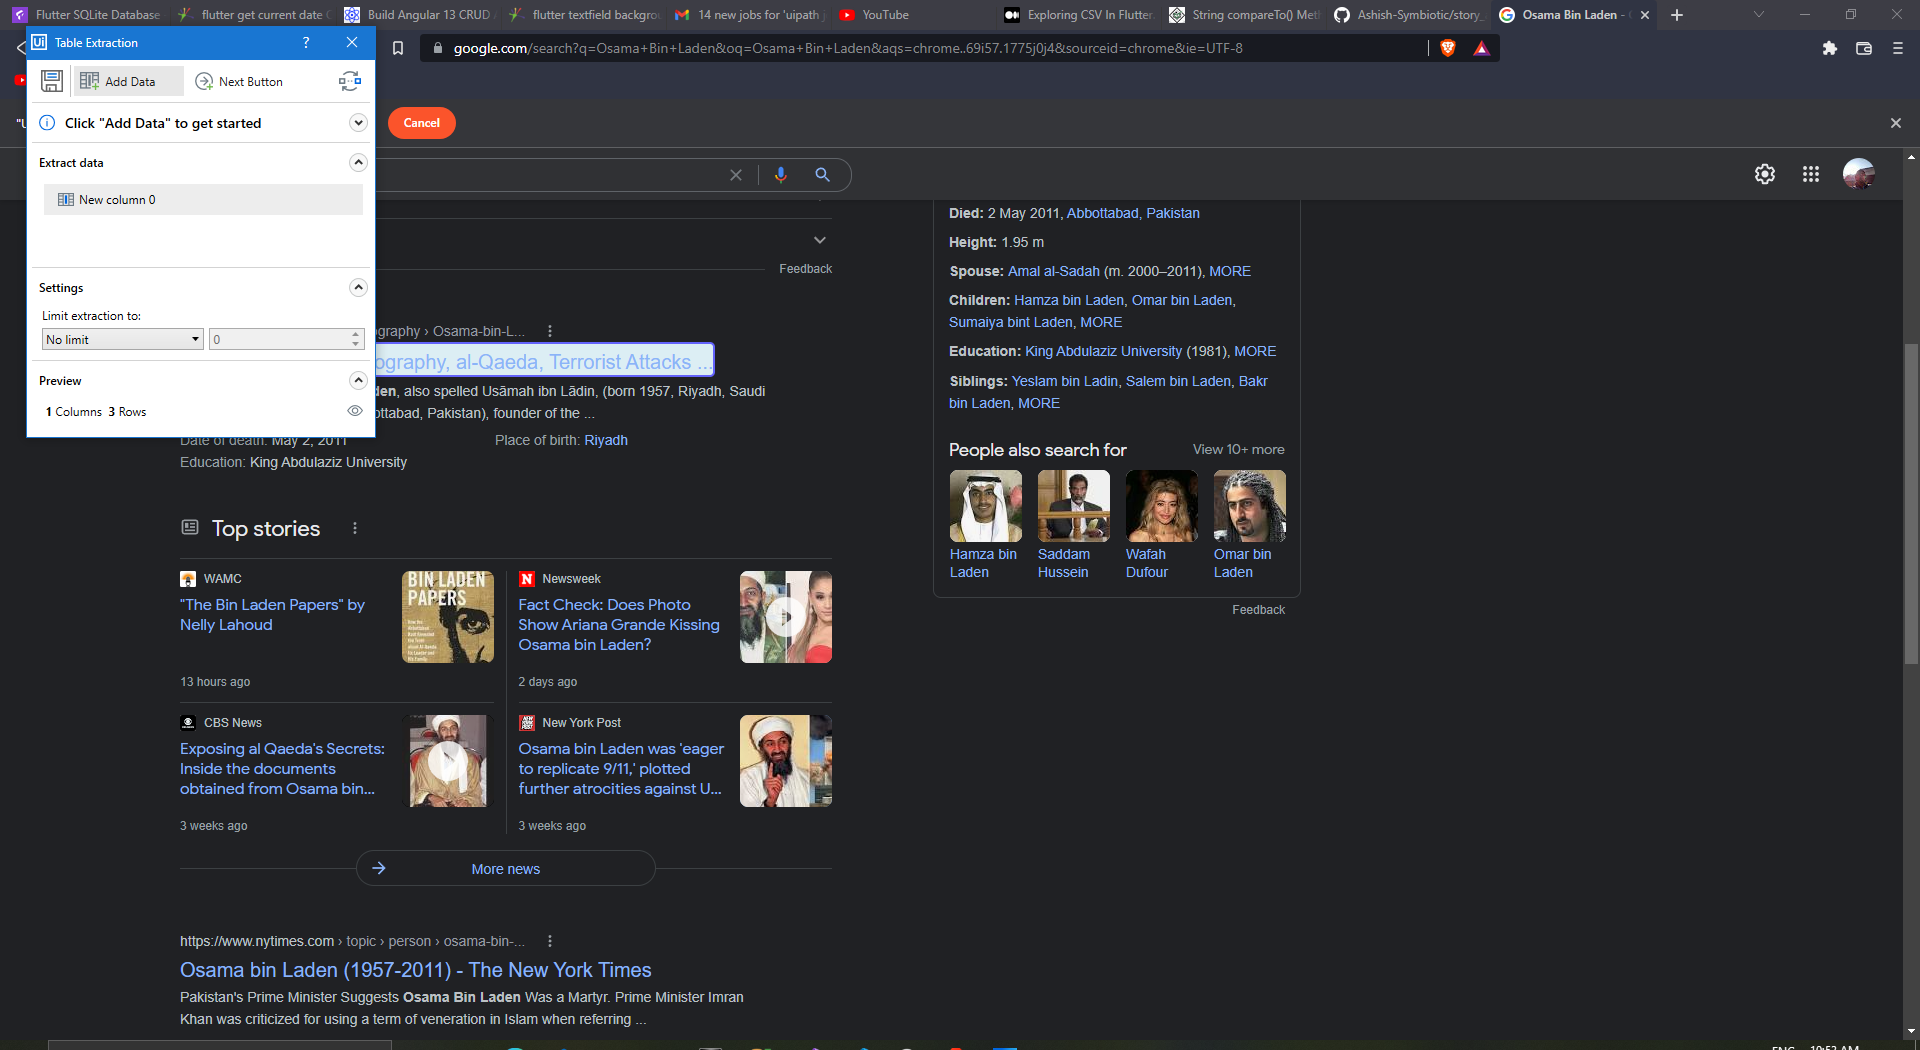 Flutter SQLite Database
flutter get current date
Build Angular 13 CRUD
flutter textfield backgrou
14 new jobs for 'uipath
YouTube
Exploring CSV In Flutter.
String compareTo() Met
Ashish-Symbiotic/story_
Osama Bin Laden -
google.com/search?q=Osama+Bin+Laden&oq=Osama+Bin+Laden&aqs=chrome..69i57.1775j0j4&sourceid=chrome&ie=UTF-8
Ui Table Extraction
?
Add Data
Next Button
Click "Add Data" to get started
Cancel
Extract data
New column 0
Settings
Limit extraction to:
No limit
0
Preview
1 Columns 3 Rows
Feedback
ography › Osama-bin-L...
ography, al-Qaeda, Terrorist Attacks ...
den, also spelled Usāmah ibn Lādin, (born 1957, Riyadh, Saudi
ottabad, Pakistan), founder of the ...
Date of death: May 2, 2011
Place of birth: Riyadh
Education: King Abdulaziz University
Top stories
WAMC
"The Bin Laden Papers" by
Nelly Lahoud
13 hours ago
BIN LADEN
PAPERS
Newsweek
Fact Check: Does Photo
Show Ariana Grande Kissing
Osama bin Laden?
2 days ago
CBS News
Exposing al Qaeda's Secrets:
Inside the documents
obtained from Osama bin...
3 weeks ago
New York Post
Osama bin Laden was 'eager
to replicate 9/11,' plotted
further atrocities against U...
3 weeks ago
More news
https://www.nytimes.com › topic › person › osama-bin-...
Osama bin Laden (1957-2011) - The New York Times
Pakistan's Prime Minister Suggests Osama Bin Laden Was a Martyr. Prime Minister Imran
Khan was criticized for using a term of veneration in Islam when referring ...
Died: 2 May 2011, Abbottabad, Pakistan
Height: 1.95 m
Spouse: Amal al-Sadah (m. 2000–2011), MORE
Children: Hamza bin Laden, Omar bin Laden,
Sumaiya bint Laden, MORE
Education: King Abdulaziz University (1981), MORE
Siblings: Yeslam bin Ladin, Salem bin Laden, Bakr
bin Laden, MORE
People also search for
View 10+ more
Hamza bin
Laden
Saddam
Hussein
Wafah
Dufour
Omar bin
Laden
Feedback